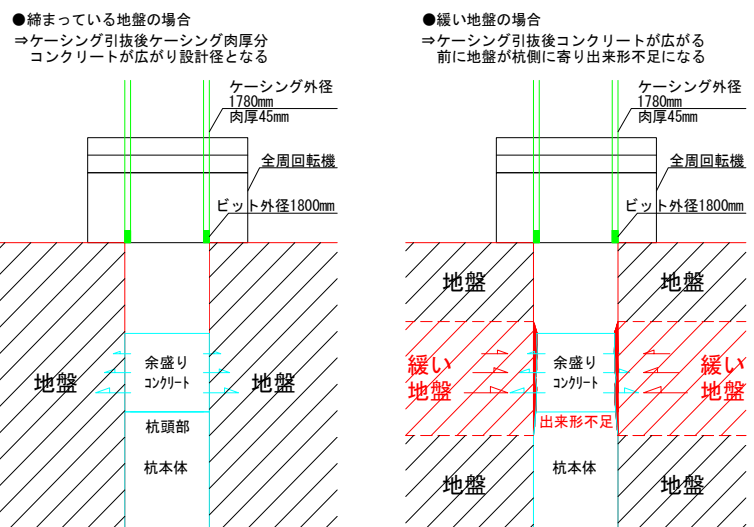 ●締まっている地盤の場合
⇒ケーシング引抜後ケーシング肉厚分
コンクリートが広がり設計径となる
ケーシング外径
1780mm
肉厚45mm
全周回転機
ビット外径1800mm
地盤
余盛り
コンクリート
地盤
杭頭部
杭本体
●緩い地盤の場合
⇒ケーシング引抜後コンクリートが広がる
前に地盤が杭側に寄り出来形不足になる
ケーシング外径
1780mm
肉厚45mm
全周回転機
ビット外径1800mm
地盤
地盤
緩い
地盤
余盛り
コンクリート
緩い
地盤
出来形不足
杭本体
地盤
地盤